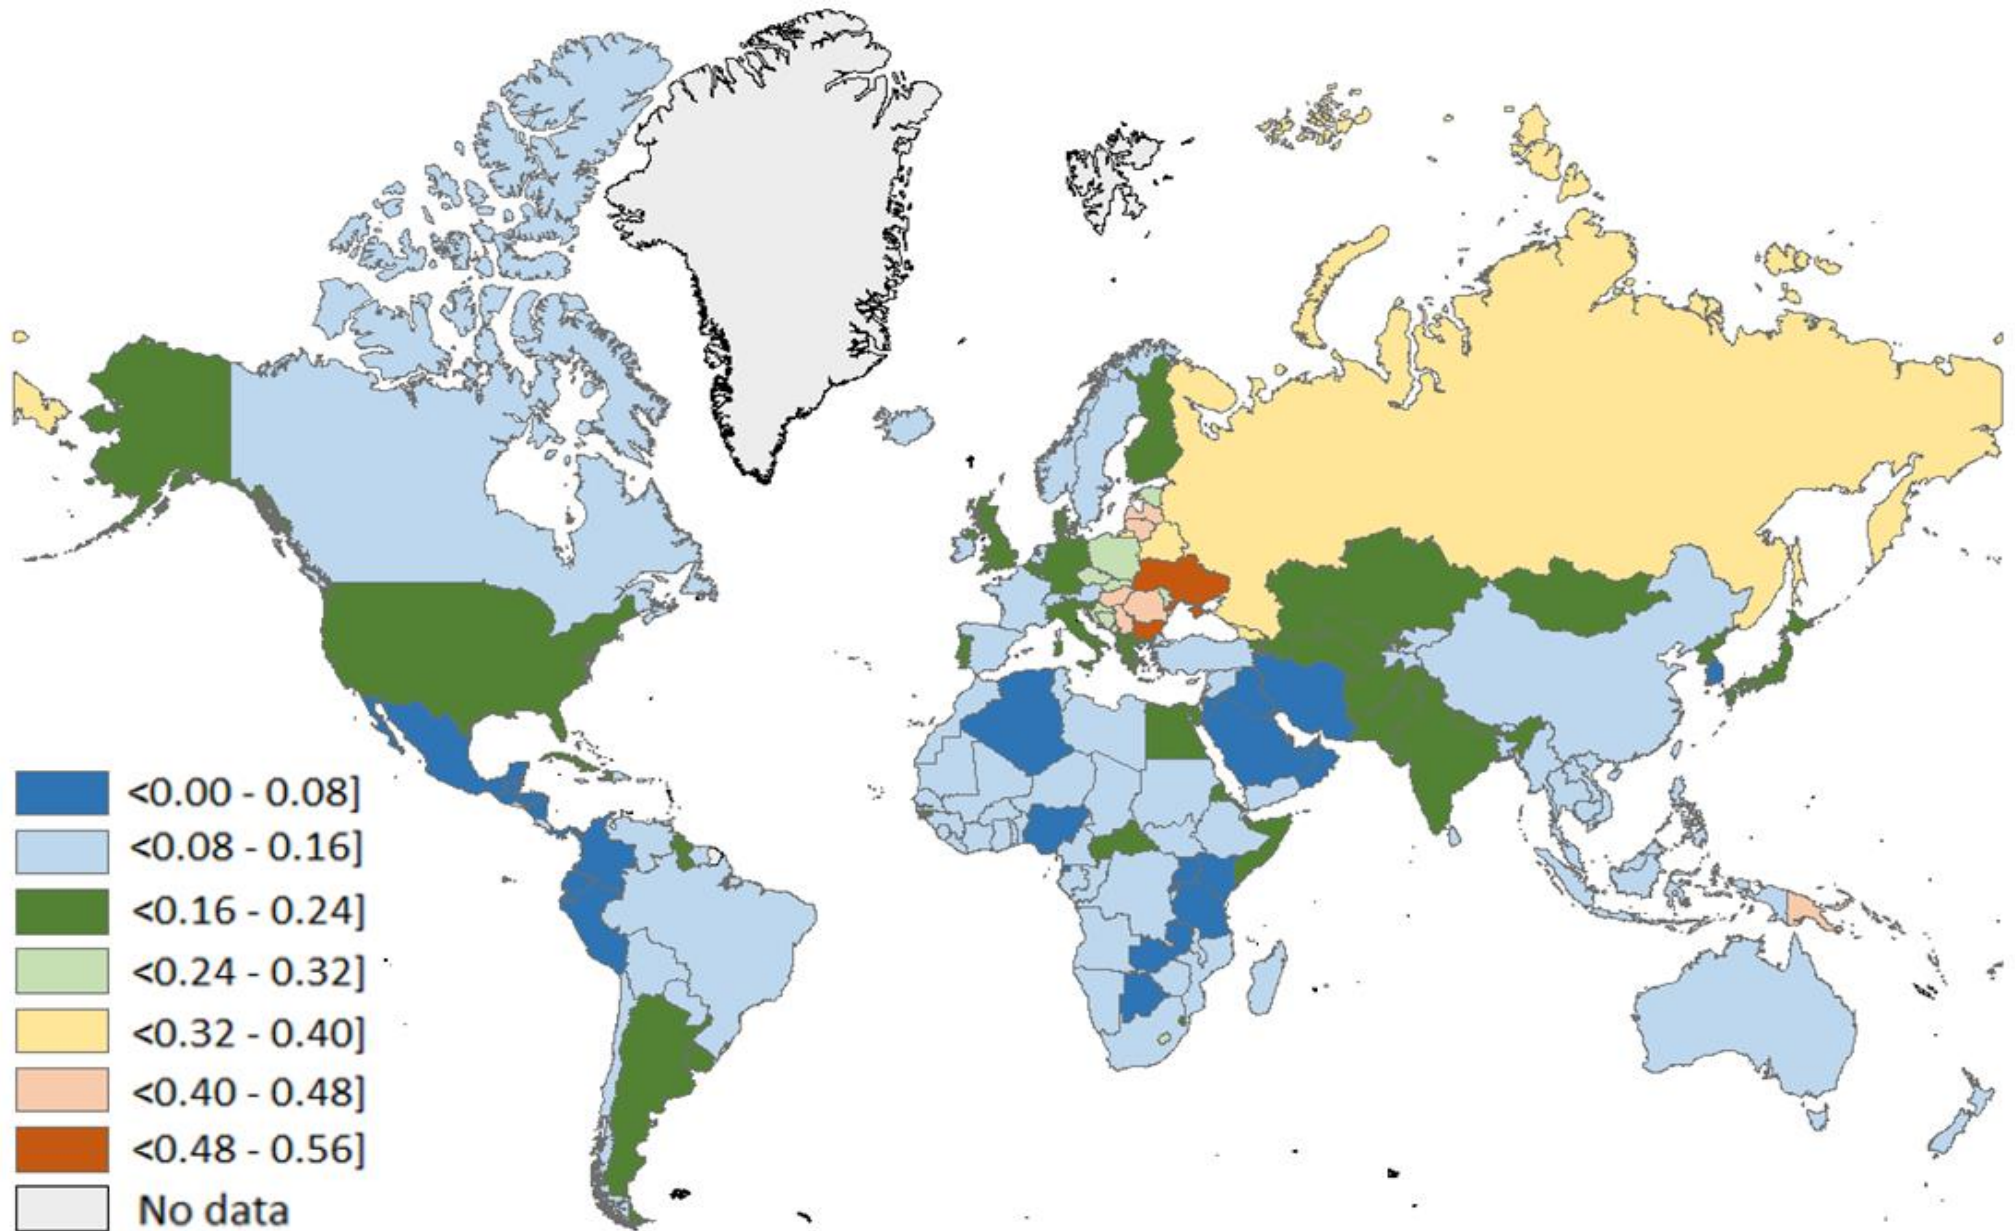 <0.00 - 0.08]
<0.08 - 0.16]
<0.16 - 0.24]
<0.24 - 0.32]
<0.32 - 0.40]
<0.40 - 0.48]
<0.48 - 0.56]
No data